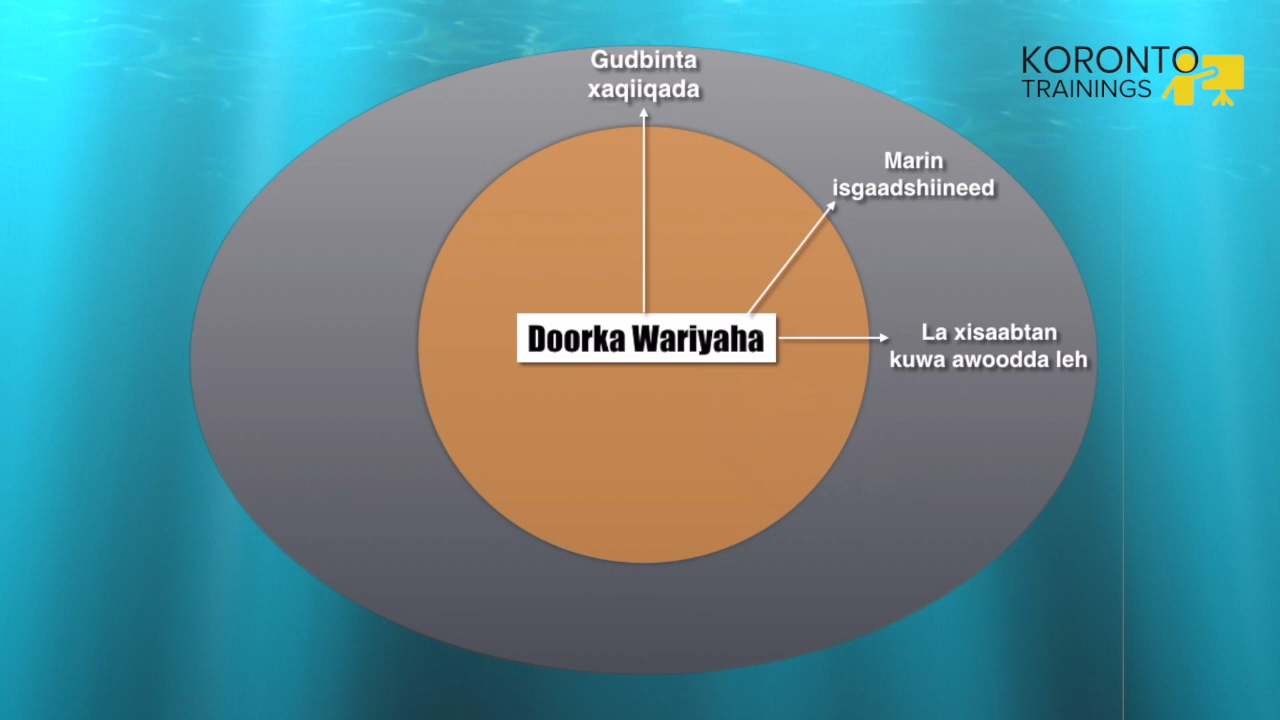 Gudbinta
xaqiiqada
KORONTO
TRAININGS
Marin
isgaadshiineed
Doorka Wariyaha
La xisaabtan
kuwa awoodda leh